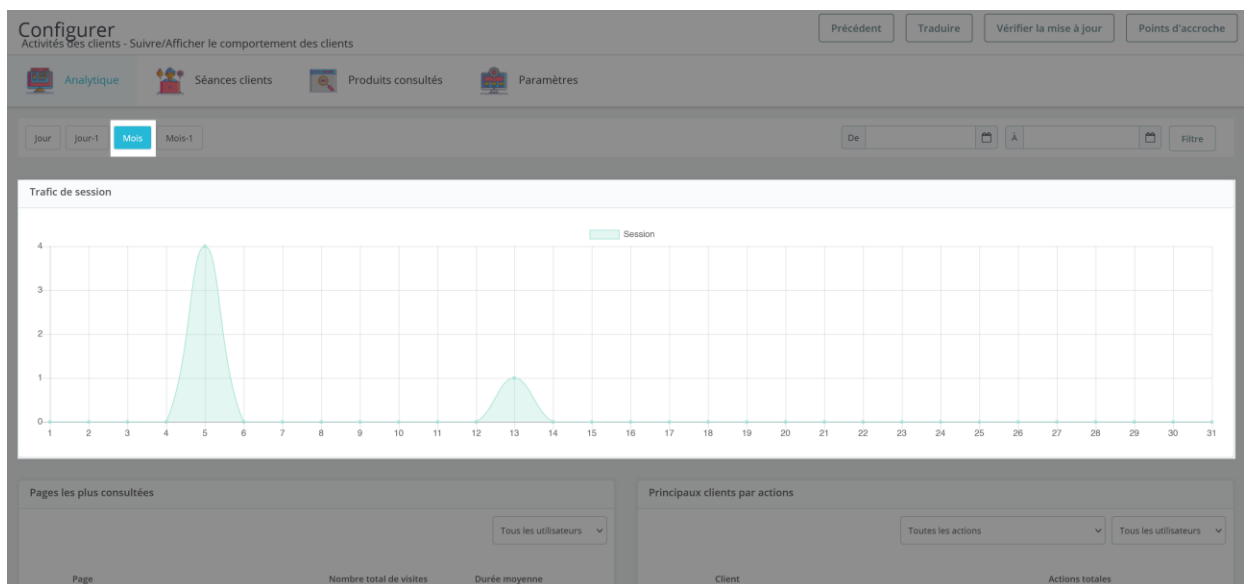 Configurer
Activités des clients - Suivre/Afficher le comportement des clients
Précédent Traduire Vérifier la mise à jour Points d'accroche
Analytique Séances clients Produits consultés Paramètres
Jour Jour-1 Mois Mois-1 De À Filtre
Trafic de session
Session
4
3
2
1
0
1 2 3 4 5 6 7 8 9 10 11 12 13 14 15 16 17 18 19 20 21 22 23 24 25 26 27 28 29 30 31
Pages les plus consultées Principaux clients par actions
Tous les utilisateurs Toutes les actions Tous les utilisateurs
Page Nombre total de visites Durée moyenne Client Actions totales